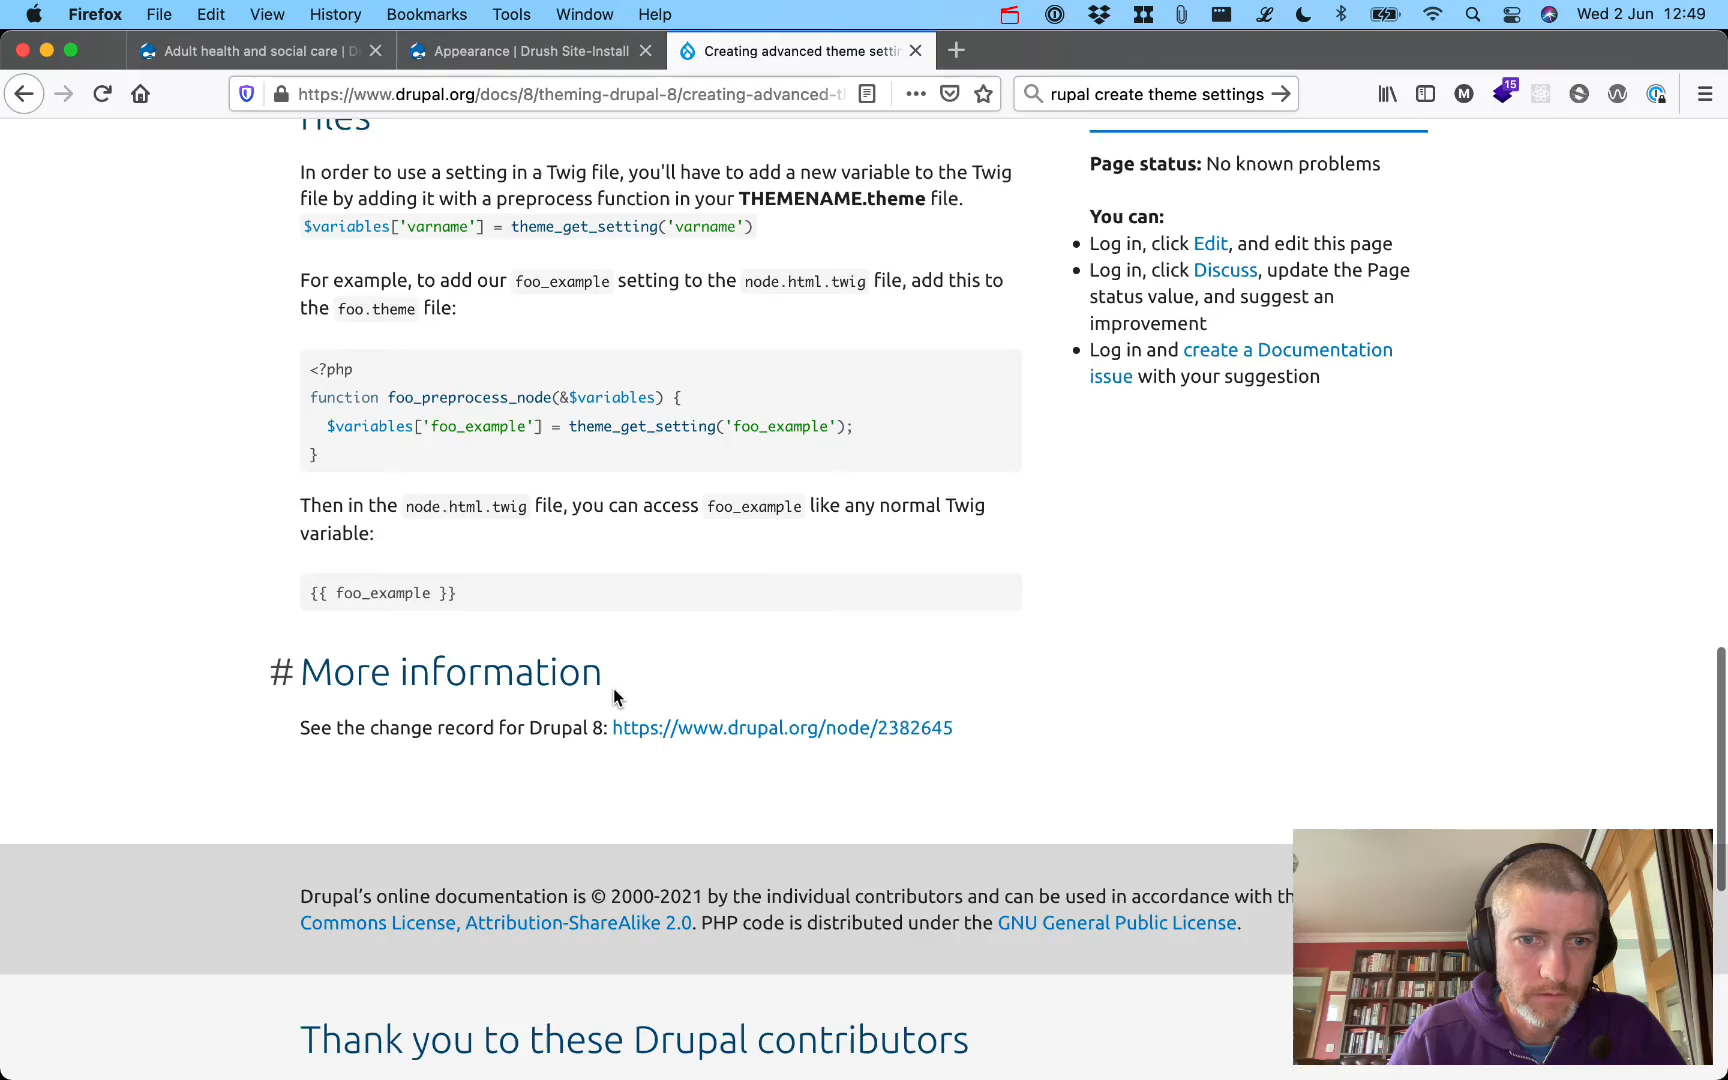 Firefox File Edit View History Bookmarks Tools Window Help Wed 2 Jun 12:49
Adult health and social care | D Appearance | Drush Site-Install Creating advanced theme settin
https://www.drupal.org/docs/8/theming-drupal-8/creating-advanced-t rupal create theme settings M 15
files
In order to use a setting in a Twig file, you'll have to add a new variable to the Twig
file by adding it with a preprocess function in your THEMENAME.theme file.
$variables['varname'] = theme_get_setting('varname')
For example, to add our foo_example setting to the node.html.twig file, add this to
the foo.theme file:
<?php
function foo_preprocess_node(&$variables) {
$variables['foo_example'] = theme_get_setting('foo_example');
}
Then in the node.html.twig file, you can access foo_example like any normal Twig
variable:
{{ foo_example }}
# More information
See the change record for Drupal 8: https://www.drupal.org/node/2382645
Page status: No known problems
You can:
• Log in, click Edit, and edit this page
• Log in, click Discuss, update the Page
status value, and suggest an
improvement
• Log in and create a Documentation
issue with your suggestion
Drupal’s online documentation is © 2000-2021 by the individual contributors and can be used in accordance with th
Commons License, Attribution-ShareAlike 2.0. PHP code is distributed under the GNU General Public License.
Thank you to these Drupal contributors